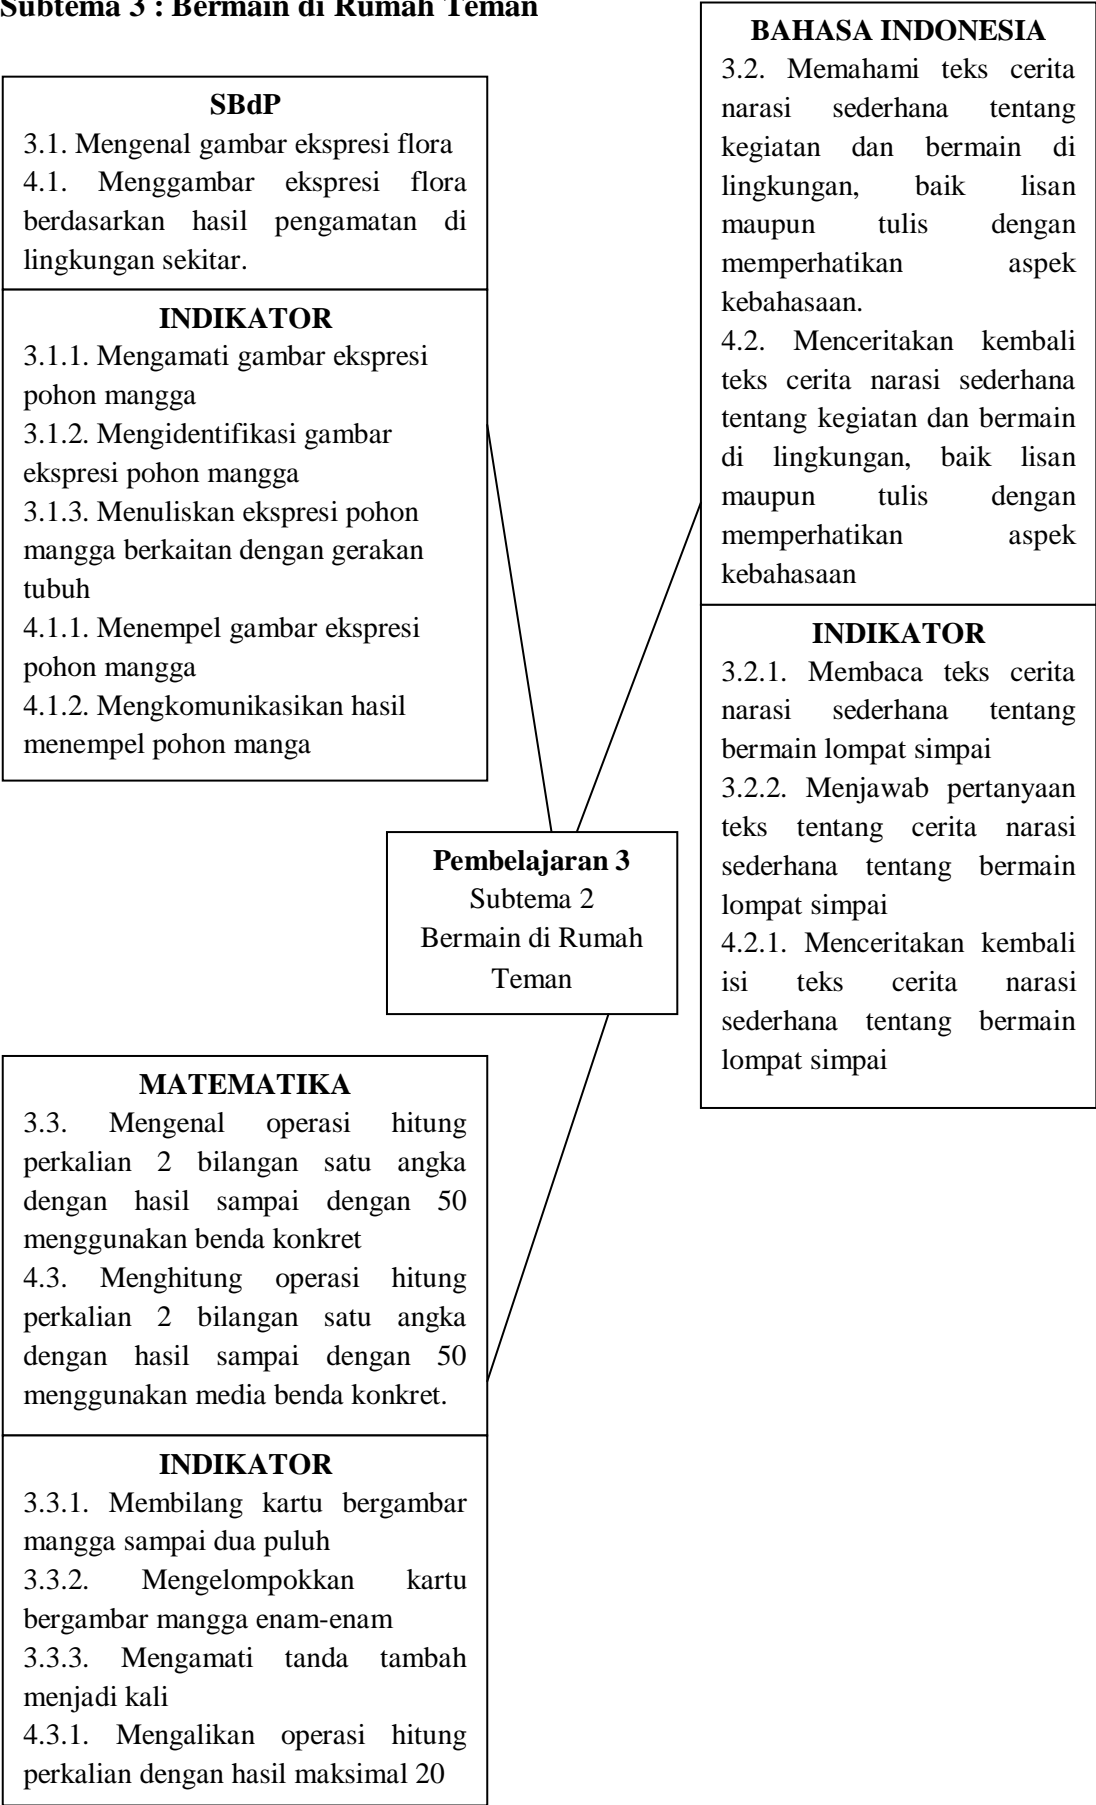 Subtema 3 : Bermain di Rumah Teman
SBdP
3.1. Mengenal gambar ekspresi flora
4.1. Menggambar ekspresi flora
berdasarkan hasil pengamatan di
lingkungan sekitar.
INDIKATOR
3.1.1. Mengamati gambar ekspresi
pohon mangga
3.1.2. Mengidentifikasi gambar
ekspresi pohon mangga
3.1.3. Menuliskan ekspresi pohon
mangga berkaitan dengan gerakan
tubuh
4.1.1. Menempel gambar ekspresi
pohon mangga
4.1.2. Mengkomunikasikan hasil
menempel pohon manga
BAHASA INDONESIA
3.2. Memahami teks cerita
narasi sederhana tentang
kegiatan dan bermain di
lingkungan, baik lisan
maupun tulis dengan
memperhatikan aspek
kebahasaan.
4.2. Menceritakan kembali
teks cerita narasi sederhana
tentang kegiatan dan bermain
di lingkungan, baik lisan
maupun tulis dengan
memperhatikan aspek
kebahasaan
INDIKATOR
3.2.1. Membaca teks cerita
narasi sederhana tentang
bermain lompat simpai
3.2.2. Menjawab pertanyaan
teks tentang cerita narasi
sederhana tentang bermain
lompat simpai
4.2.1. Menceritakan kembali
isi teks cerita narasi
sederhana tentang bermain
lompat simpai
Pembelajaran 3
Subtema 2
Bermain di Rumah
Teman
MATEMATIKA
3.3. Mengenal operasi hitung
perkalian 2 bilangan satu angka
dengan hasil sampai dengan 50
menggunakan benda konkret
4.3. Menghitung operasi hitung
perkalian 2 bilangan satu angka
dengan hasil sampai dengan 50
menggunakan media benda konkret.
INDIKATOR
3.3.1. Membilang kartu bergambar
mangga sampai dua puluh
3.3.2. Mengelompokkan kartu
bergambar mangga enam-enam
3.3.3. Mengamati tanda tambah
menjadi kali
4.3.1. Mengalikan operasi hitung
perkalian dengan hasil maksimal 20